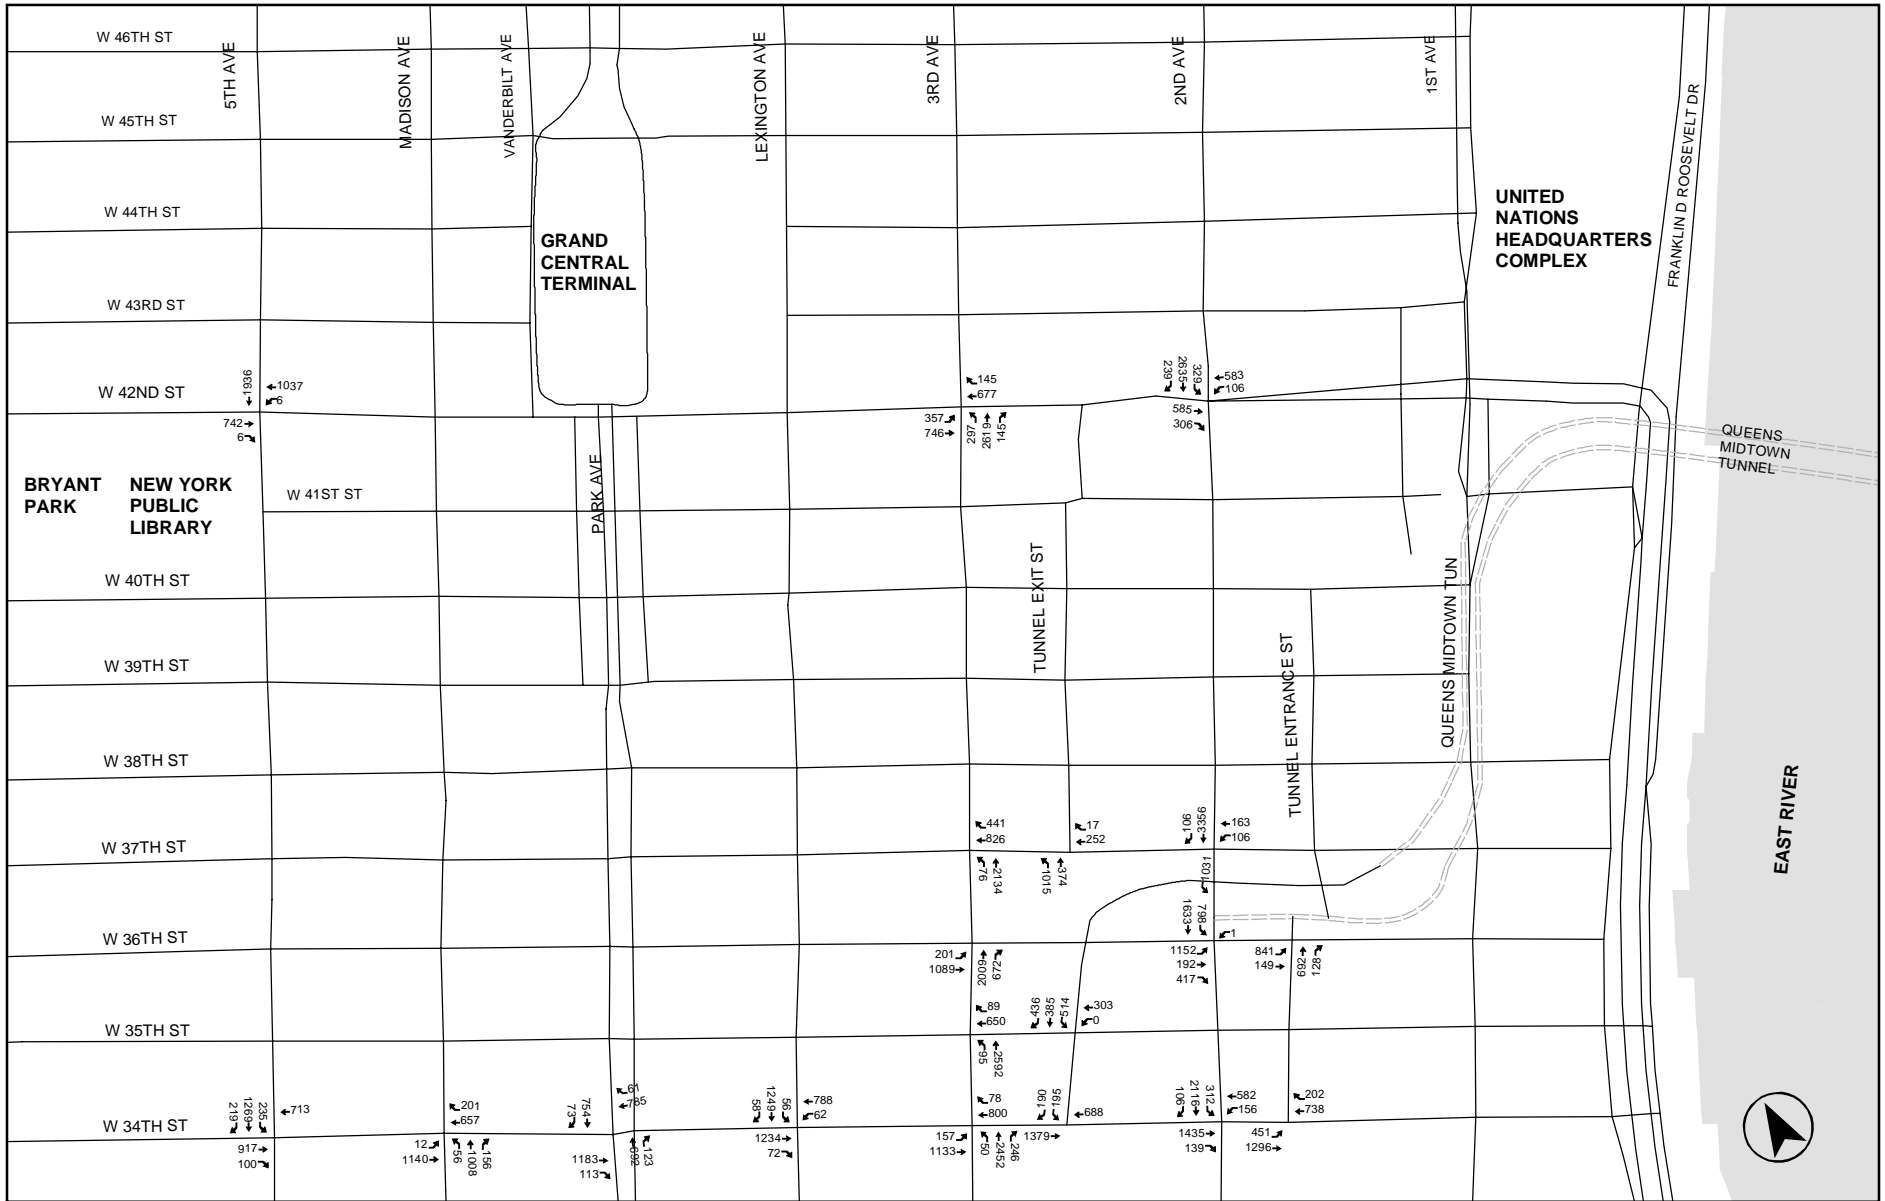 W 46TH ST
5TH AVE
MADISON AVE
VANDERBILT AVE
LEXINGTON AVE
3RD AVE
2ND AVE
1ST AVE
FRANKLIN D ROOSEVELT DR
W 45TH ST
W 44TH ST
UNITED
NATIONS
HEADQUARTERS
COMPLEX
GRAND
CENTRAL
TERMINAL
W 43RD ST
W 42ND ST
1936
1037
6
742
6
145
677
357
746
297
2619
145
239
2635
329
583
106
585
306
QUEENS
MIDTOWN
TUNNEL
BRYANT
PARK
NEW YORK
PUBLIC
LIBRARY
W 41ST ST
PARK AVE
W 40TH ST
TUNNEL EXIT ST
QUEENS MIDTOWN TUN
W 39TH ST
TUNNEL ENTRANCE ST
W 38TH ST
EAST RIVER
W 37TH ST
441
826
76
2134
17
252
1015
374
106
3356
163
106
1031
W 36TH ST
1633
798
1
201
1089
2009
672
1152
192
417
841
149
692
128
W 35TH ST
89
650
95
2592
436
385
514
303
0
W 34TH ST
219
1269
235
713
917
100
201
657
12
1140
56
1008
156
61
785
73
754
1183
113
692
123
58
1249
56
788
62
1234
72
78
800
157
1133
50
2452
246
190
195
688
1379
106
2116
312
582
156
1435
139
202
738
451
1296